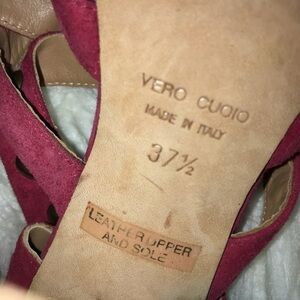 VERO CUOIO
MADE IN ITALY
37½
LEATHER UPPER
AND SOLE